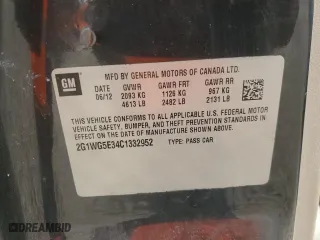 GM
MFD BY GENERAL MOTORS OF CANADA LTD.
DATE GVWR GAWR FRT GAWR RR
06/12 2093 KG 1126 KG 967 KG
4613 LB 2482 LB 2131 LB
THIS VEHICLE CONFORMS TO ALL APPLICABLE U.S. FEDERAL MOTOR
VEHICLE SAFETY, BUMPER, AND THEFT PREVENTION STANDARDS IN
EFFECT ON THE DATE OF MANUFACTURE SHOWN ABOVE.
2G1WG5E34C1332952 TYPE: PASS CAR